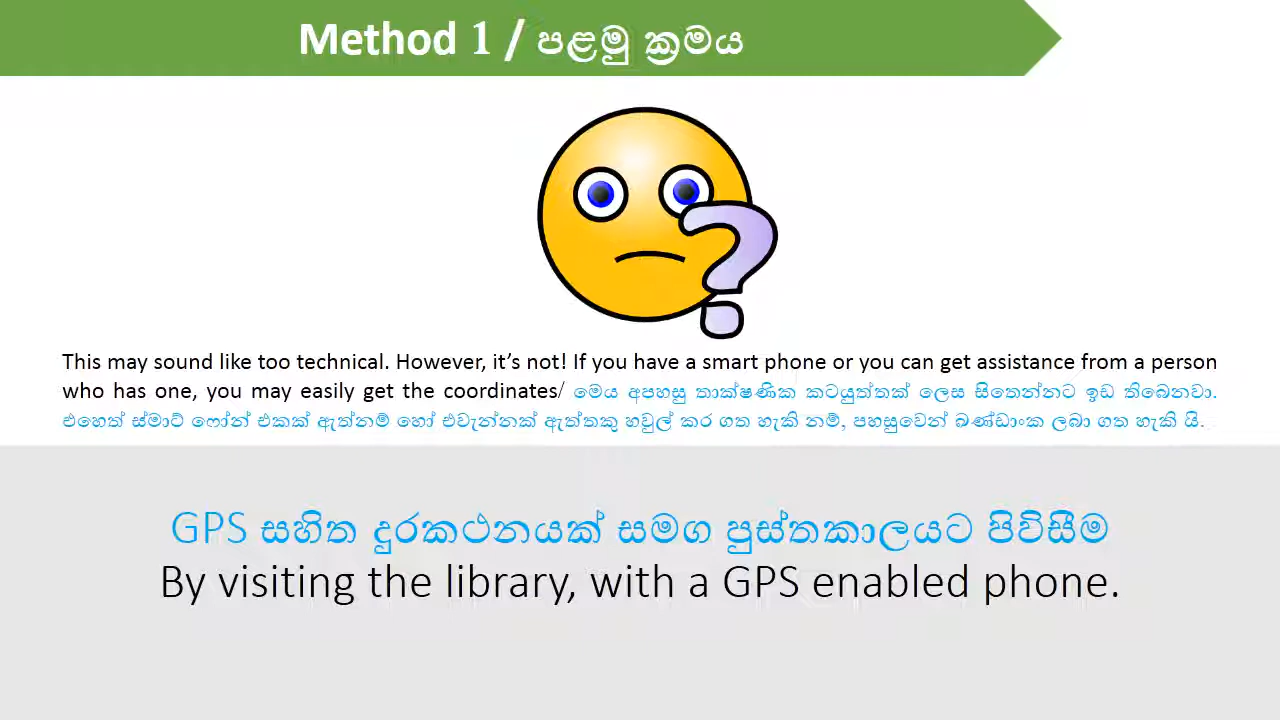 Method 1 / පළමු ක්‍රමය
This may sound like too technical. However, it’s not! If you have a smart phone or you can get assistance from a person
who has one, you may easily get the coordinates/ මෙය අපහසු තාක්ෂණික කටයුත්තක් ලෙස සිතෙන්නට ඉඩ තිබෙනවා.
එහෙත් ස්මාට් ෆෝන් එකක් ඇත්නම් හෝ එවැන්නක් ඇත්තකු හවුල් කර ගත හැකි නම්, පහසුවෙන් ඛණ්ඩාංක ලබා ගත හැකි යි.
GPS සහිත දුරකථනයක් සමග පුස්තකාලයට පිවිසීම
By visiting the library, with a GPS enabled phone.